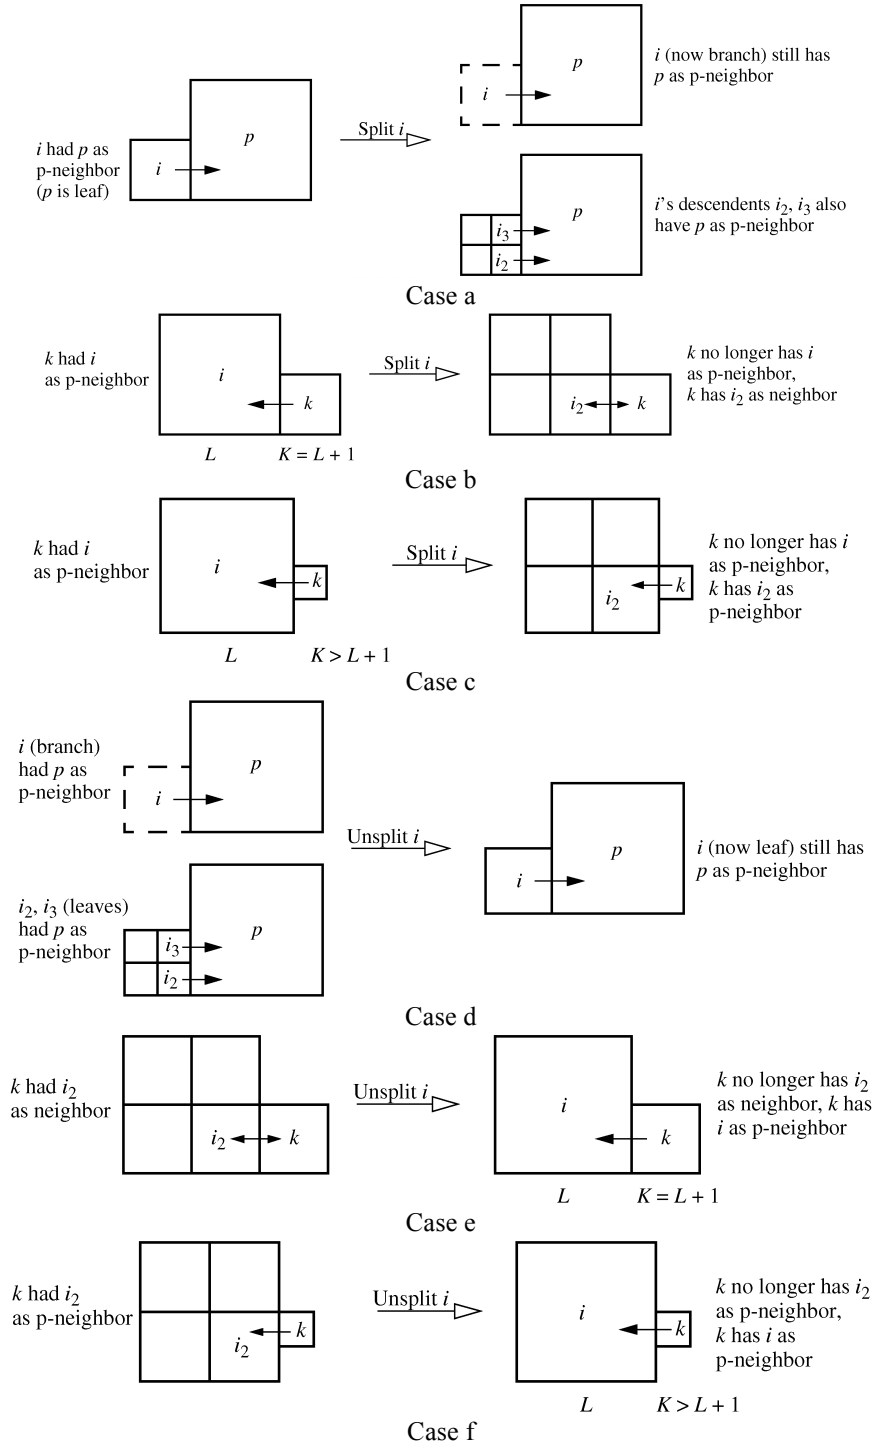 i had p as
p-neighbor
(p is leaf)
i
p
Split i
p
i
i (now branch) still has
p as p-neighbor
p
i3
i2
i's descendents i2, i3 also
have p as p-neighbor
Case a
k had i
as p-neighbor
i
k
L
K = L + 1
Split i
i2
k
k no longer has i
as p-neighbor,
k has i2 as neighbor
Case b
k had i
as p-neighbor
i
k
L
K > L + 1
Split i
i2
k
k no longer has i
as p-neighbor,
k has i2 as
p-neighbor
Case c
i (branch)
had p as
p-neighbor
p
i
i2, i3 (leaves)
had p as
p-neighbor
p
i3
i2
Unsplit i
p
i
i (now leaf) still has
p as p-neighbor
Case d
k had i2
as neighbor
i2
k
Unsplit i
i
k
L
K = L + 1
k no longer has i2
as neighbor, k has
i as p-neighbor
Case e
k had i2
as p-neighbor
i2
k
Unsplit i
i
k
L
K > L + 1
k no longer has i2
as p-neighbor,
k has i as
p-neighbor
Case f